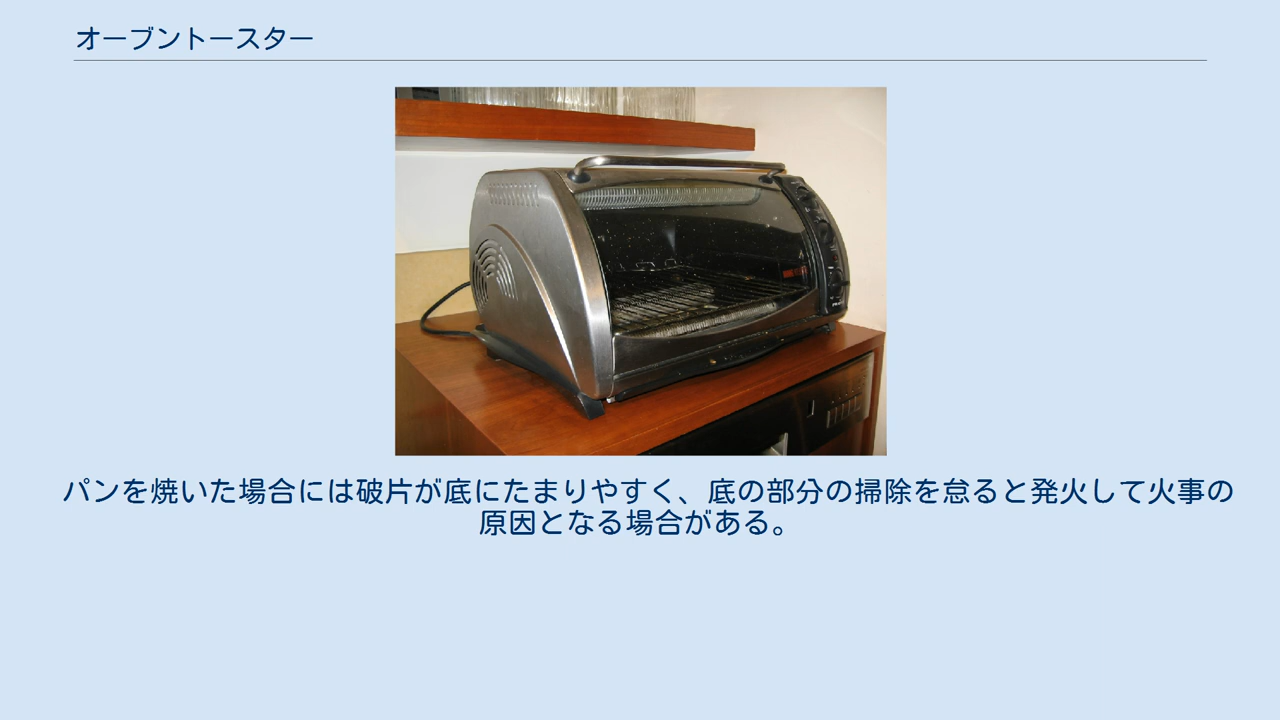 オーブントースター
パンを焼いた場合には破片が底にたまりやすく、底の部分の掃除を怠ると発火して火事の
原因となる場合がある。